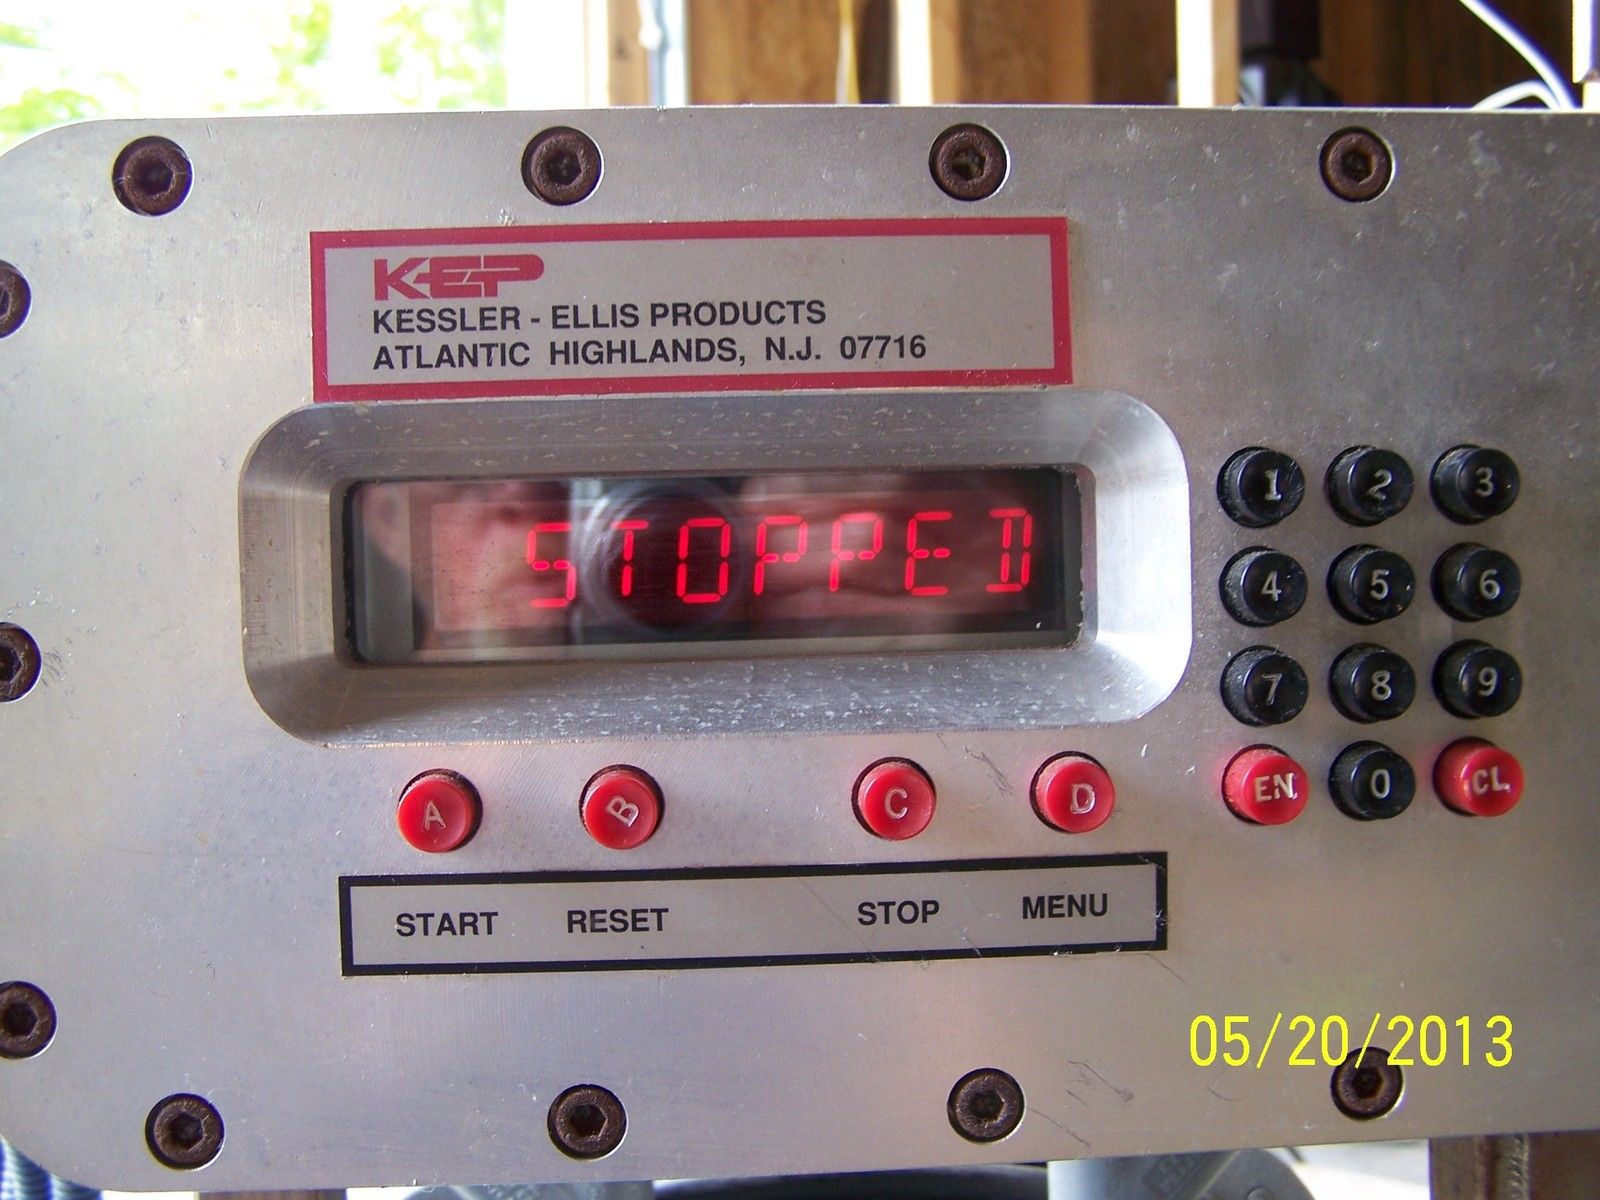 KEP
KESSLER - ELLIS PRODUCTS
ATLANTIC HIGHLANDS, N.J. 07716
STOPPED
1 2 3
4 5 6
7 8 9
EN 0 CL
A B C D
START RESET STOP MENU
05/20/2013